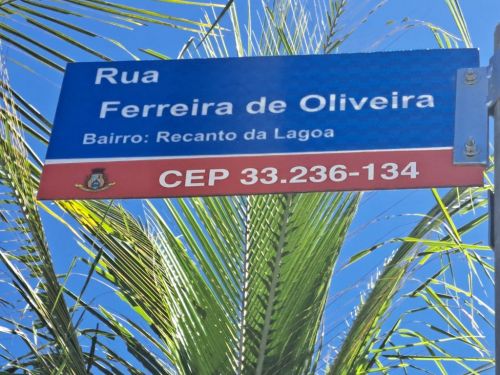 Rua
Ferreira de Oliveira
Bairro: Recanto da Lagoa
CEP 33.236-134